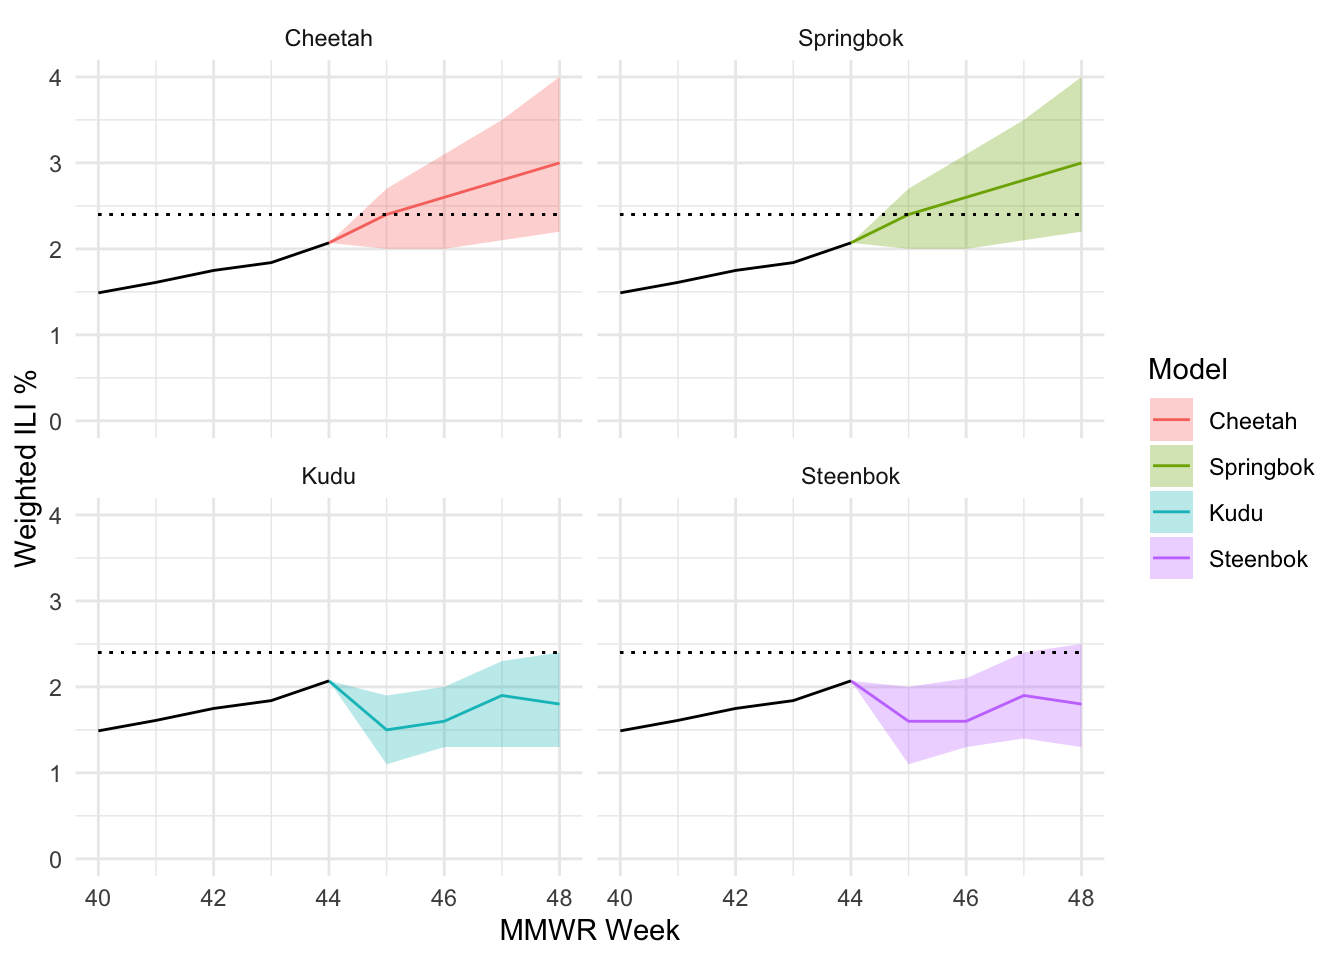 Cheetah
Springbok
4
3
2
1
0
Kudu
Steenbok
4
3
2
1
0
40
42
44
46
48
40
42
44
46
48
MMWR Week
Weighted ILI %
Model
Cheetah
Springbok
Kudu
Steenbok